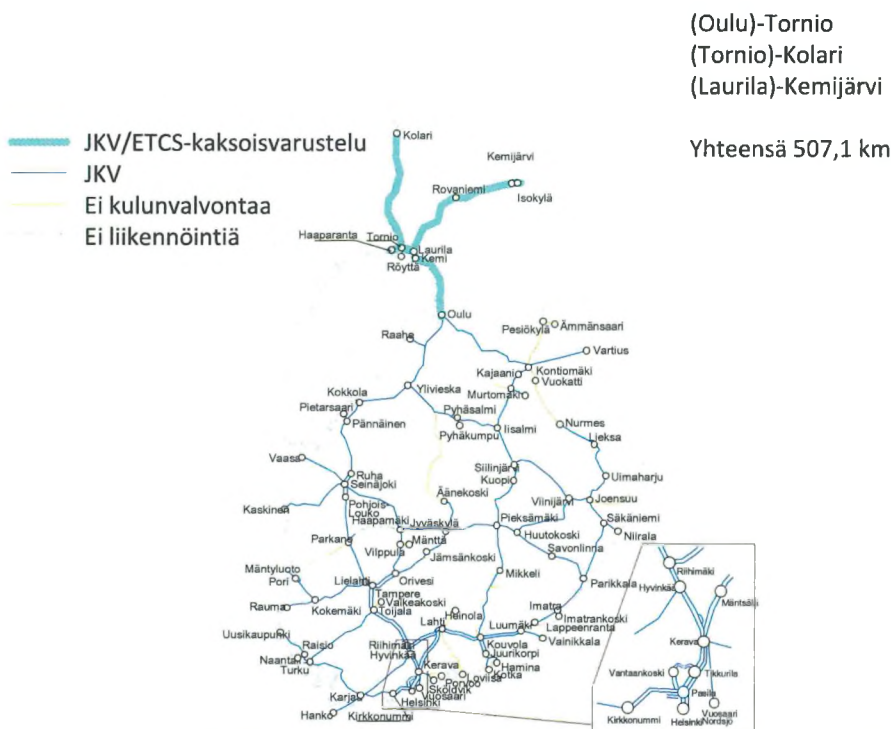 (Oulu)-Tornio
(Tornio)-Kolari
(Laurila)-Kemijärvi
Yhteensä 507,1 km
JKV/ETCS-kaksoisvarustelu
JKV
Ei kulunvalvontaa
Ei liikennöintiä
Kolari
Kemijärvi
Rovaniemi
Isokylä
Haaparanta
Tornio
Laurila
Kemi
Röyttä
Oulu
Pesiökylä
Ämmänsaari
Raahe
Vartius
Kontiomäki
Kajaani
Vuokatti
Ylivieska
Murtomäki
Kokkola
Pietarsaari
Pyhäsalmi
Pännäinen
Pyhäkumpu
Iisalmi
Nurmes
Lieksa
Vaasa
Siilinjärvi
Ruha
Kuopi
Uimaharju
Seinäjoki
Äänekoski
Viinijärvi
Joensuu
Kaskinen
Pohjois-
Louko
Haapamäki
Jyväskylä
Pieksämäki
Säkäniemi
Huutokoski
Niirala
Parkano
Vilppula
Mänttä
Savonlinna
Jämsänkoski
Mäntyluoto
Pori
Lielahti
Orivesi
Mikkeli
Parikkala
Tampere
Valkeakoski
Rauma
Kokemäki
Toijala
Heinola
Imatra
Imatrankoski
Uusikaupunki
Lahti
Luumäki
Lappeenranta
Raisio
Riihimäki
Kouvola
Vainikkala
Naantali
Hyvinkää
Juurikorpi
Turku
Kerava
Hamina
Loviisa
Kotka
Porvoo
Sköldvik
Karjaa
Vuosaari
Hanko
Helsinki
Kirkkonummi
Riihimäki
Hyvinkää
Mäntsälä
Kerava
Vantaankoski
Tikkurila
Pasila
Kirkkonummi
Helsinki
Vuosaari
Nordsjö